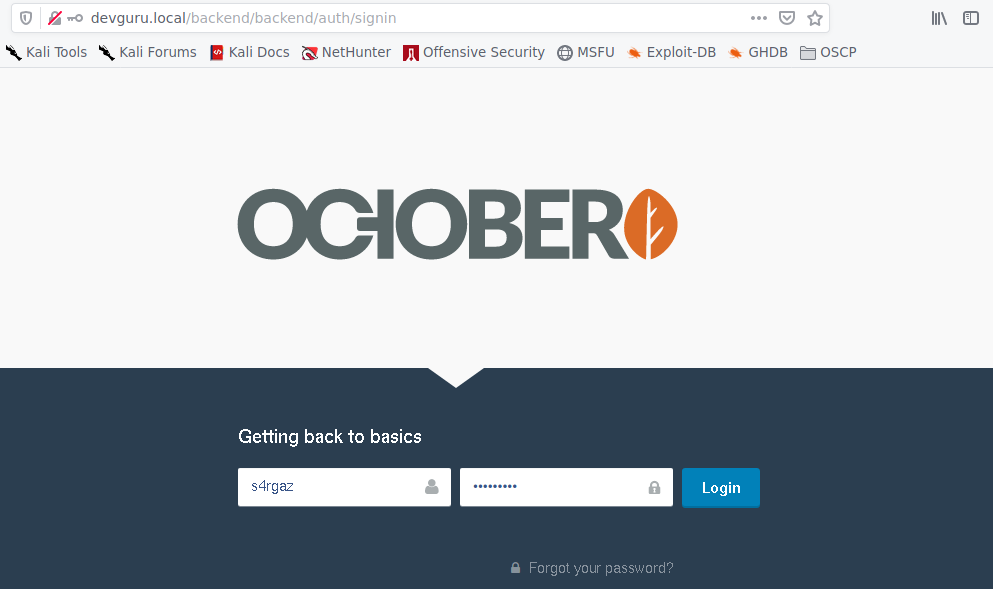 devguru.local/backend/backend/auth/signin
Kali Tools Kali Forums Kali Docs NetHunter Offensive Security MSFU Exploit-DB GHDB OSCP
OCTOBER
Getting back to basics
s4rgaz ••••••••• Login
Forgot your password?